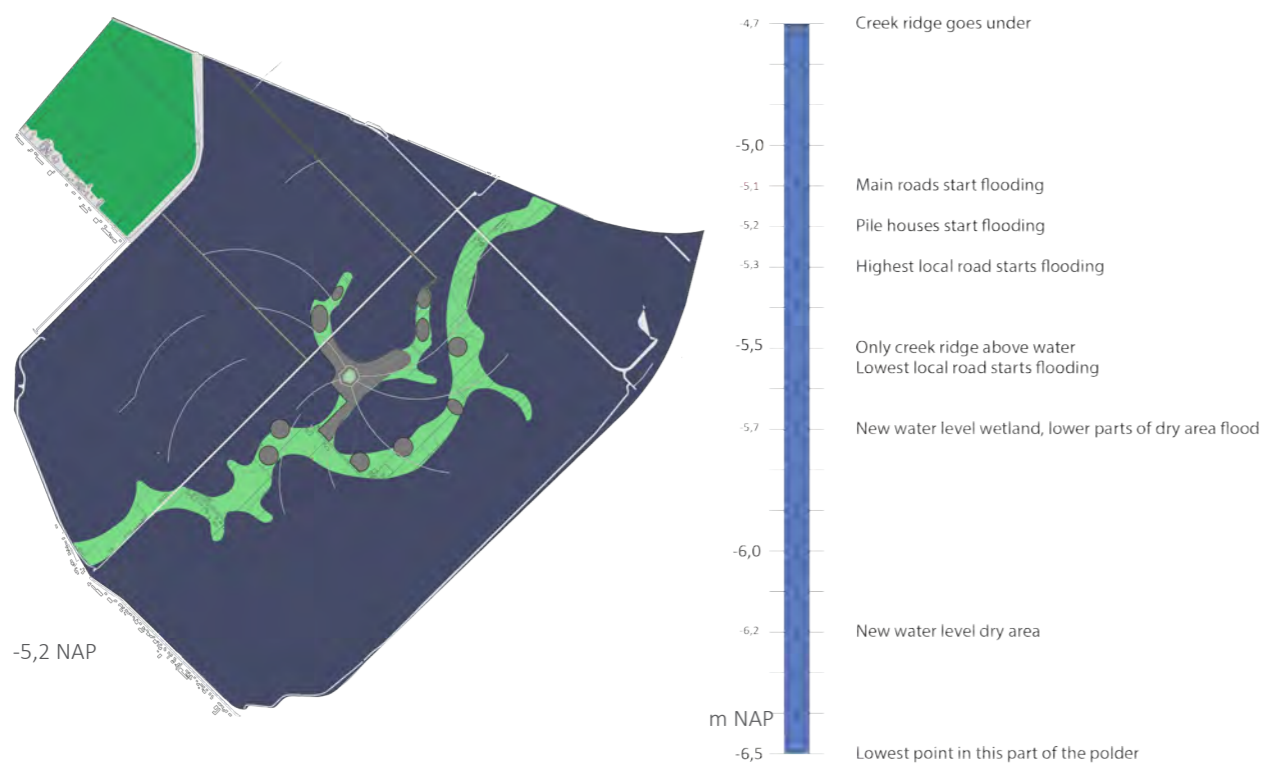 -4,7 Creek ridge goes under
-5,0
-5,1 Main roads start flooding
-5,2 Pile houses start flooding
-5,3 Highest local road starts flooding
-5,5 Only creek ridge above water
Lowest local road starts flooding
-5,7 New water level wetland, lower parts of dry area flood
-6,0
-6,2 New water level dry area
-5,2 NAP
m NAP
-6,5 Lowest point in this part of the polder